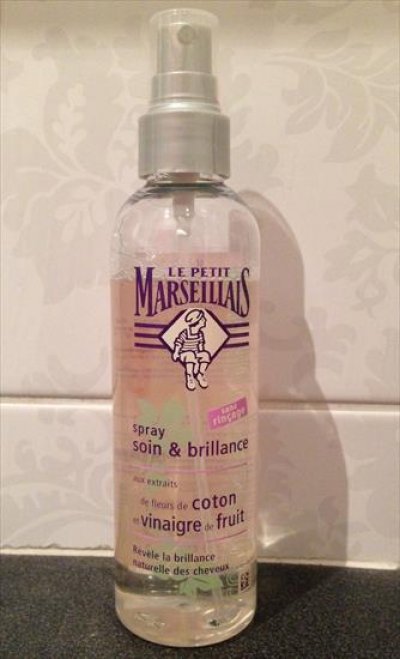 LE PETIT
MARSEILLAIS
sans
rinçage
spray
soin & brillance
aux extraits
de fleurs de coton
et vinaigre de fruit
Révèle la brillance
naturelle des cheveux